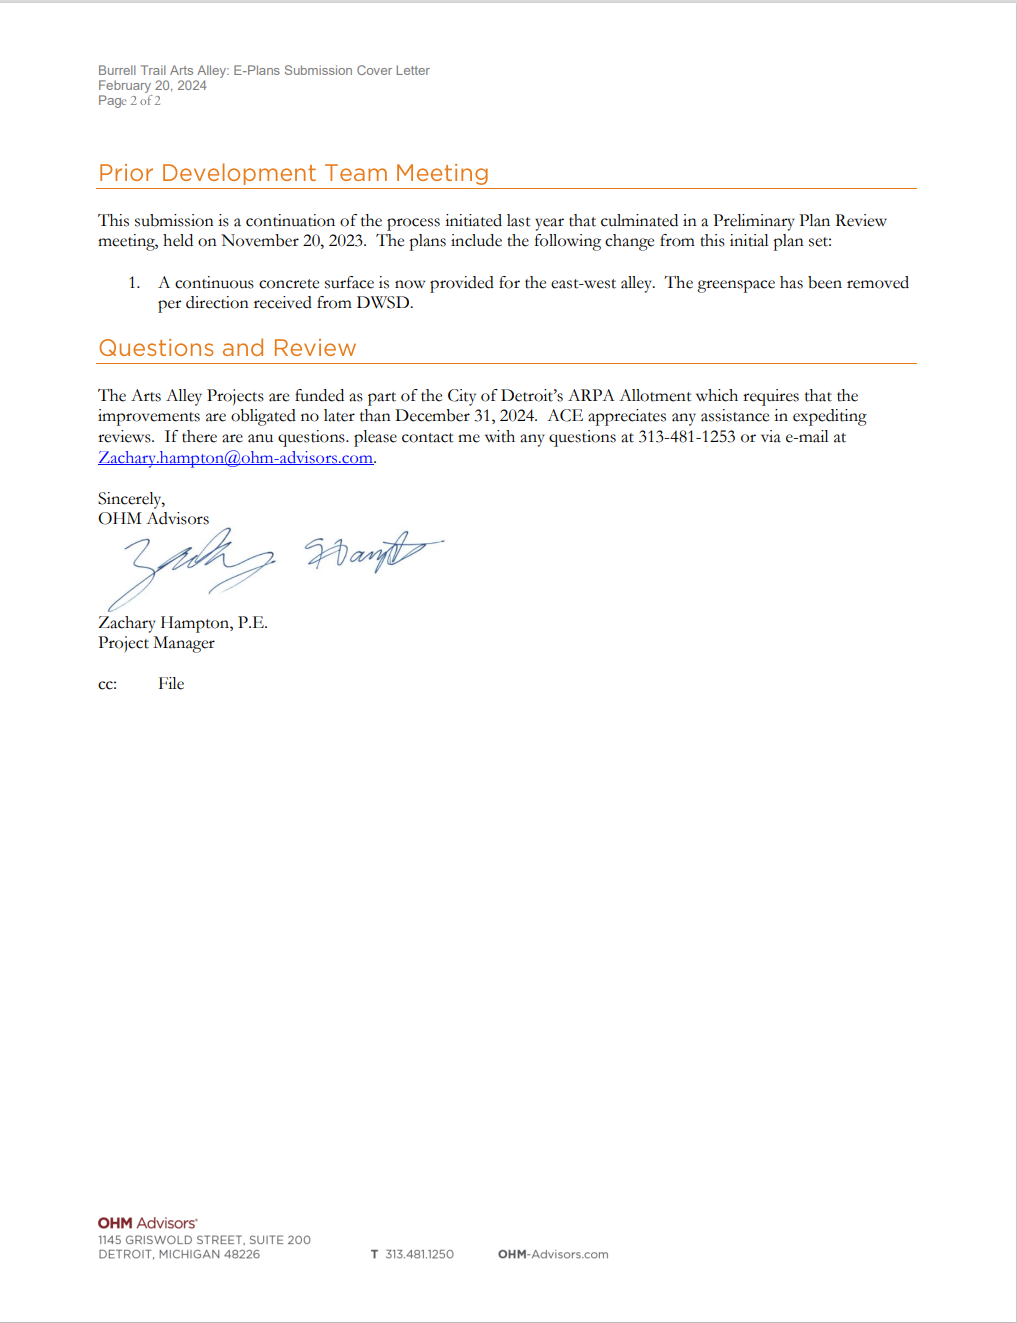 Burrell Trail Arts Alley: E-Plans Submission Cover Letter
February 20, 2024
Page 2 of 2
Prior Development Team Meeting
This submission is a continuation of the process initiated last year that culminated in a Preliminary Plan Review
meeting, held on November 20, 2023.  The plans include the following change from this initial plan set:
1. A continuous concrete surface is now provided for the east-west alley.  The greenspace has been removed
per direction received from DWSD.
Questions and Review
The Arts Alley Projects are funded as part of the City of Detroit's ARPA Allotment which requires that the
improvements are obligated no later than December 31, 2024.  ACE appreciates any assistance in expediting
reviews.  If there are anu questions. please contact me with any questions at 313-481-1253 or via e-mail at
Zachary.hampton@ohm-advisors.com.
Sincerely,
OHM Advisors
Zachary Hampton, P.E.
Project Manager
cc: File
OHM Advisors®
1145 GRISWOLD STREET, SUITE 200
DETROIT, MICHIGAN 48226 T 313.481.1250 OHM-Advisors.com